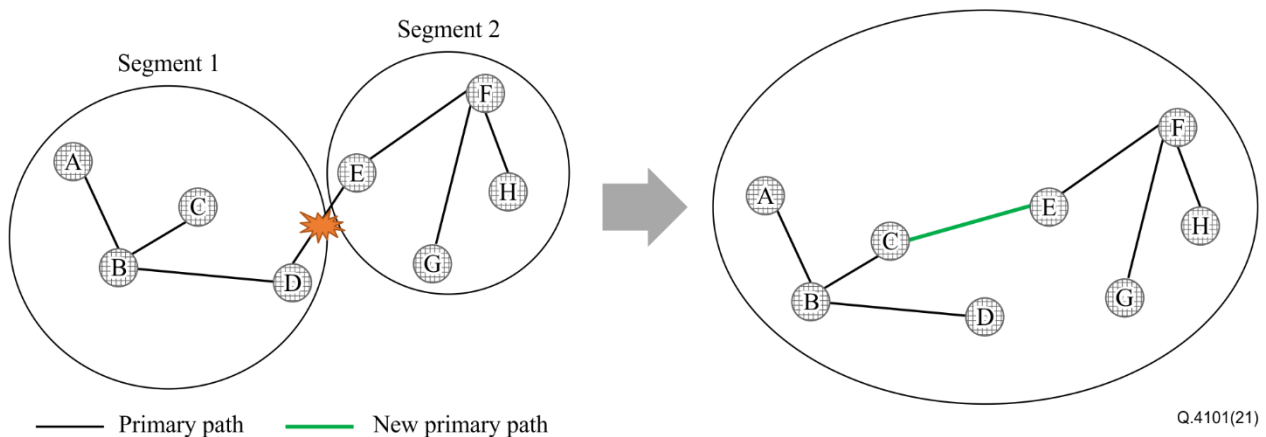 Segment 1
Segment 2
A
C
B
D
E
F
H
G
A
C
B
D
E
F
H
G
Primary path
New primary path
Q.4101(21)